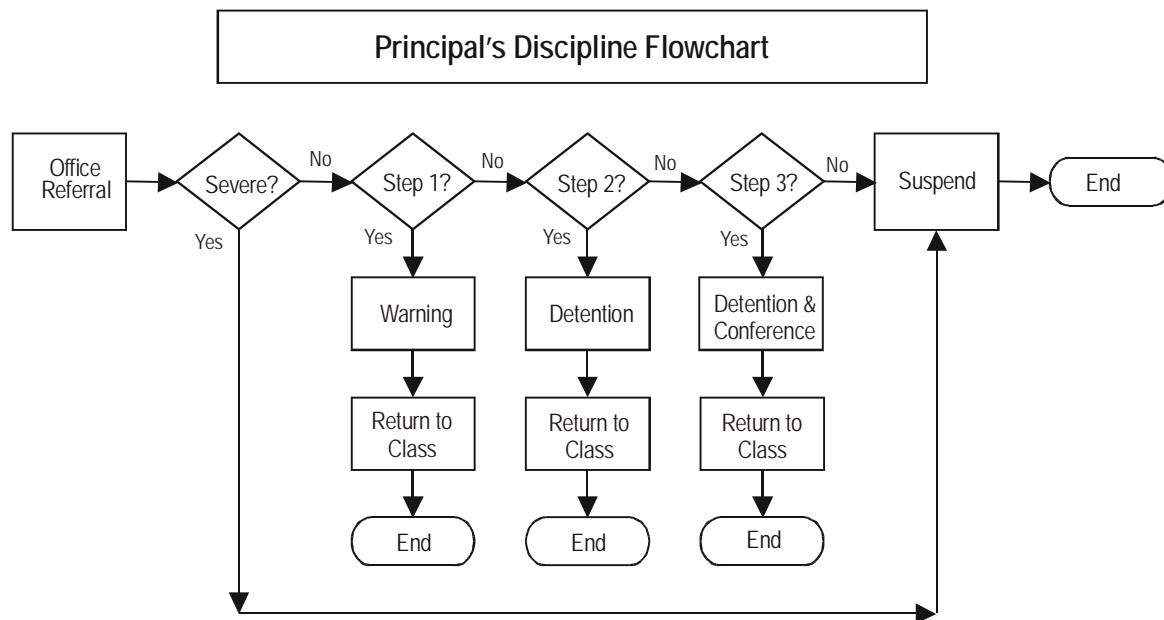 Principal's Discipline Flowchart
Office
Referral
Severe?
No
Step 1?
No
Step 2?
No
Step 3?
No
Suspend
End
Yes
Yes
Yes
Yes
Warning
Detention
Detention &
Conference
Return to
Class
Return to
Class
Return to
Class
End
End
End